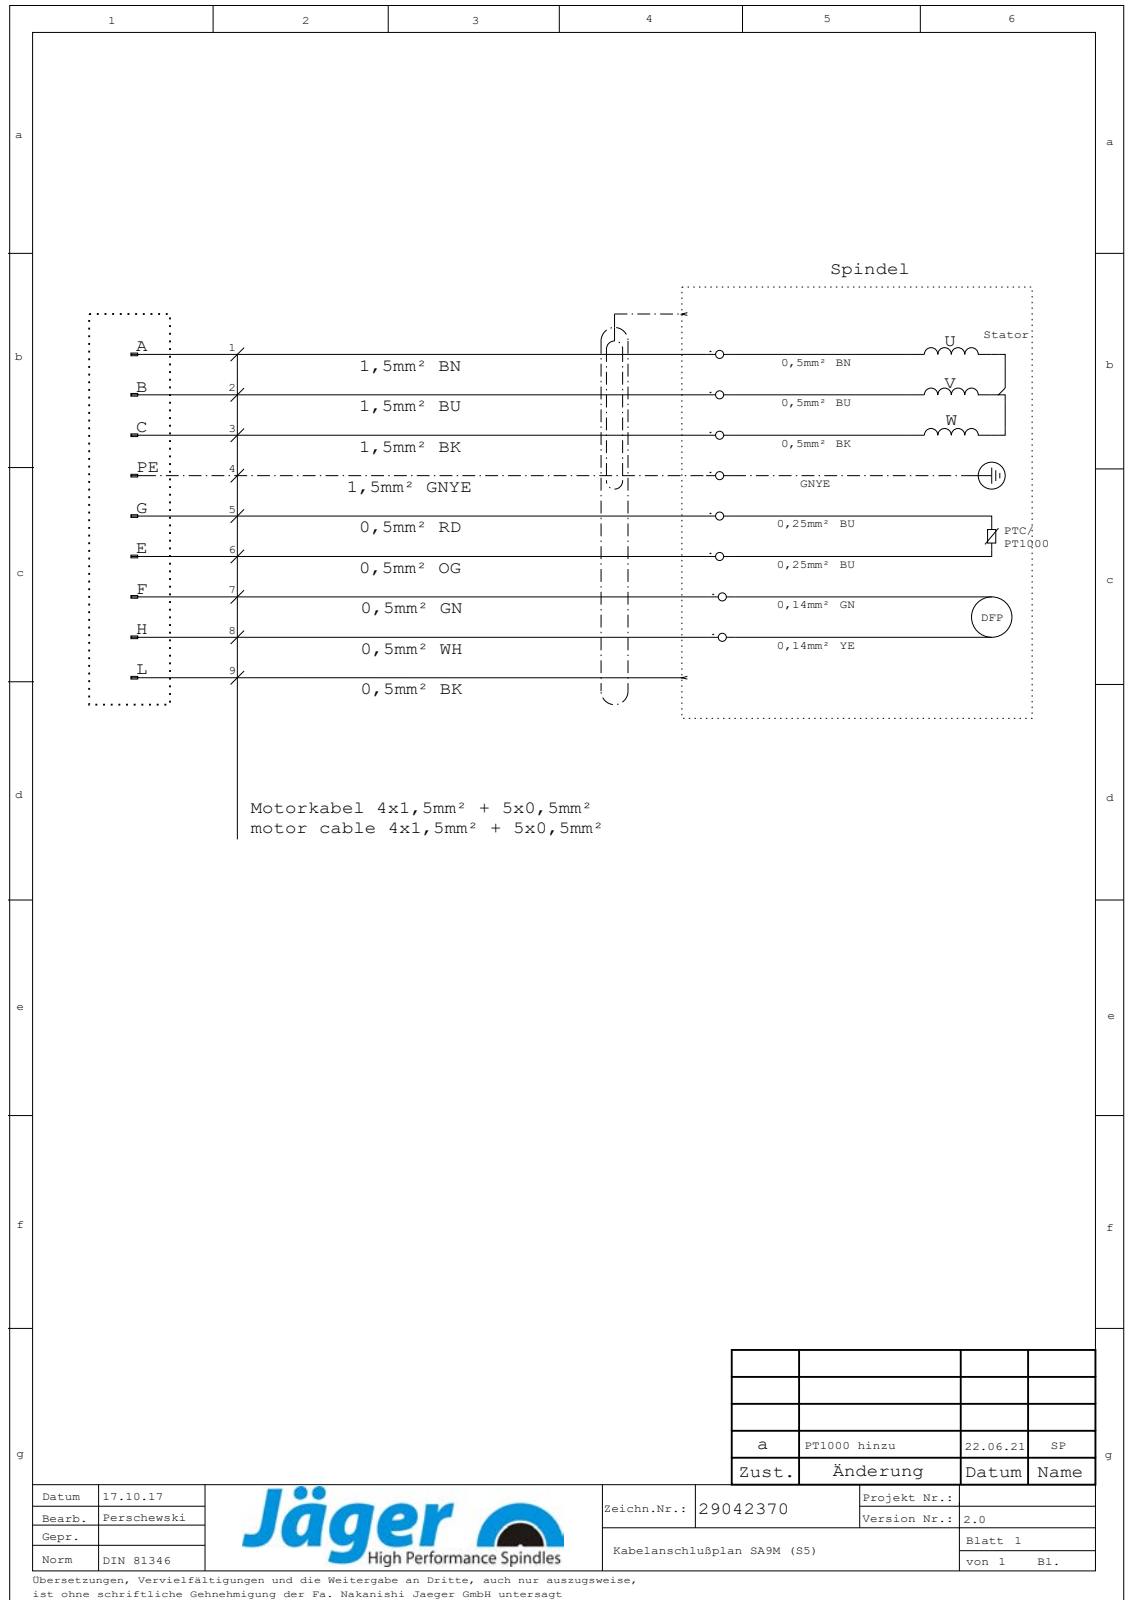 1 2 3 4 5 6
a a
Spindel
b b
A 1 1,5mm² BN 0,5mm² BN U Stator
B 2 1,5mm² BU 0,5mm² BU V
C 3 1,5mm² BK 0,5mm² BK W
PE 4 1,5mm² GNYE GNYE
G 5 0,5mm² RD 0,25mm² BU PTC/
PT1000
E 6 0,5mm² OG 0,25mm² BU
c c
F 7 0,5mm² GN 0,14mm² GN DFP
H 8 0,5mm² WH 0,14mm² YE
L 9 0,5mm² BK
d d
Motorkabel 4x1,5mm² + 5x0,5mm²
motor cable 4x1,5mm² + 5x0,5mm²
e e
f f
g g
a PT1000 hinzu 22.06.21 SP
Zust. Änderung Datum Name
Datum 17.10.17
Bearb. Perschewski
Gepr.
Norm DIN 81346
Jäger
High Performance Spindles
Zeichn.Nr.: 29042370
Projekt Nr.:
Version Nr.: 2.0
Kabelanschlußplan SA9M (S5)
Blatt 1
von 1 Bl.
Übersetzungen, Vervielfältigungen und die Weitergabe an Dritte, auch nur auszugsweise,
ist ohne schriftliche Gehnehmigung der Fa. Nakanishi Jaeger GmbH untersagt